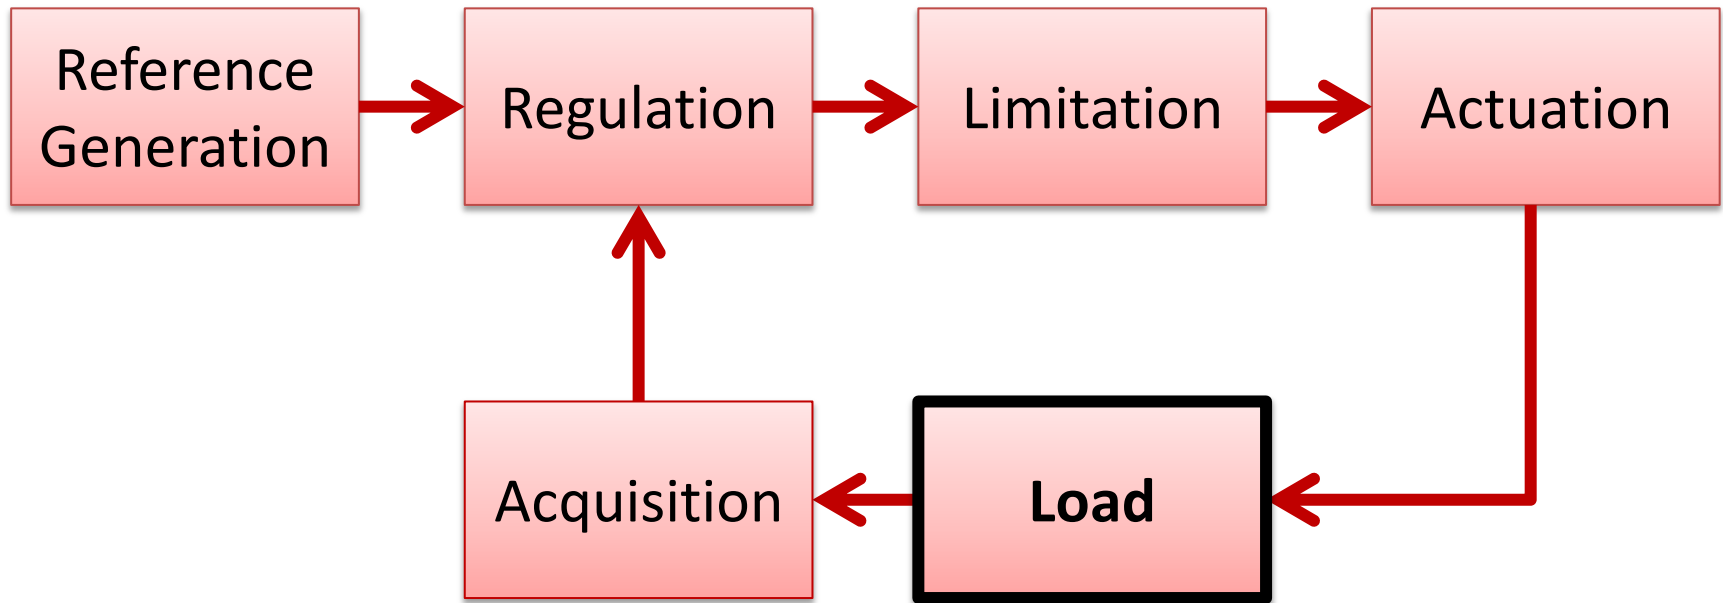 Reference
Generation
Regulation
Limitation
Actuation
Acquisition
Load